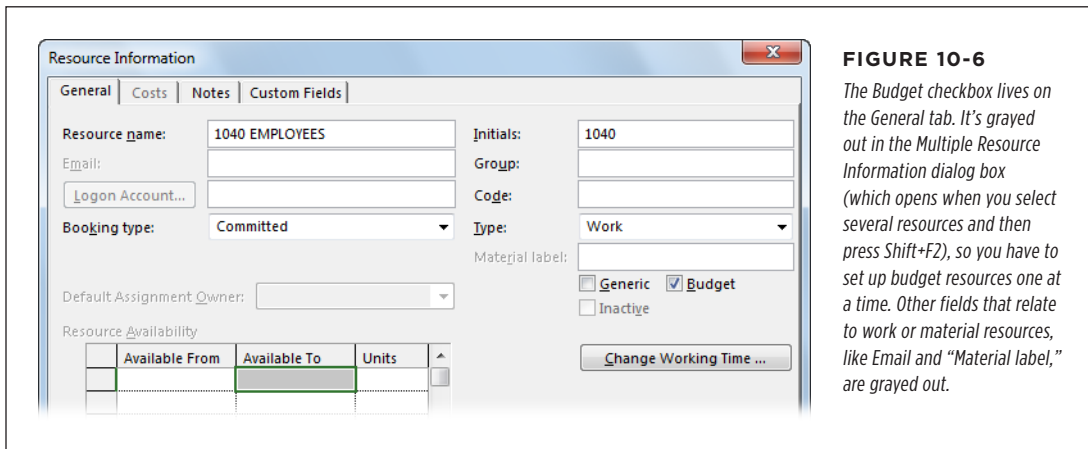 Resource Information
General
Costs
Notes
Custom Fields
Resource name:
1040 EMPLOYEES
Initials:
1040
Email:
Group:
Logon Account...
Code:
Booking type:
Committed
Type:
Work
Material label:
Generic
Budget
Default Assignment Owner:
Inactive
Resource Availability
Available From
Available To
Units
Change Working Time ...
FIGURE 10-6
The Budget checkbox lives on
the General tab. It's grayed
out in the Multiple Resource
Information dialog box
(which opens when you select
several resources and then
press Shift+F2), so you have to
set up budget resources one at
a time. Other fields that relate
to work or material resources,
like Email and “Material label,”
are grayed out.